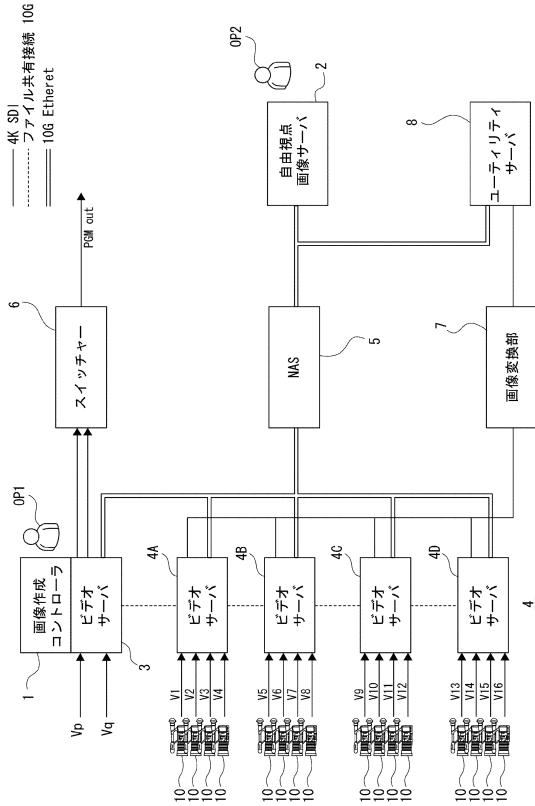 4K SDI
ファイル共有接続 10G
10G Etheret
1
画像作成
コントローラ
OP1
ビデオ
サーバ
3
Vp
Vq
6
スイッチャー
PGM out
OP2
2
自由視点
画像サーバ
8
ユーティリティ
サーバ
NAS
5
7
画像変換部
4A
ビデオ
サーバ
V1
V2
V3
V4
10
10
10
10
4B
ビデオ
サーバ
V5
V6
V7
V8
10
10
10
10
4C
ビデオ
サーバ
V9
V10
V11
V12
10
10
10
10
4D
ビデオ
サーバ
V13
V14
V15
V16
10
10
10
10
4